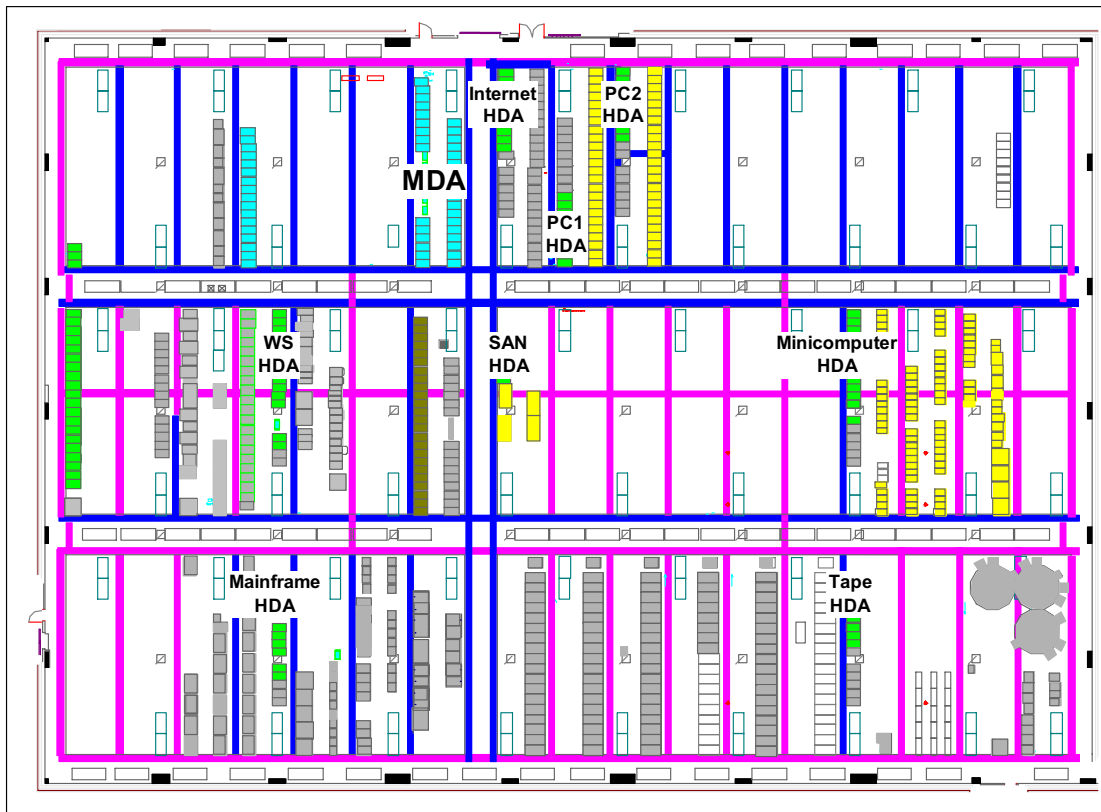 Internet
HDA
PC2
HDA
MDA
PC1
HDA
WS
HDA
SAN
HDA
Minicomputer
HDA
Mainframe
HDA
Tape
HDA